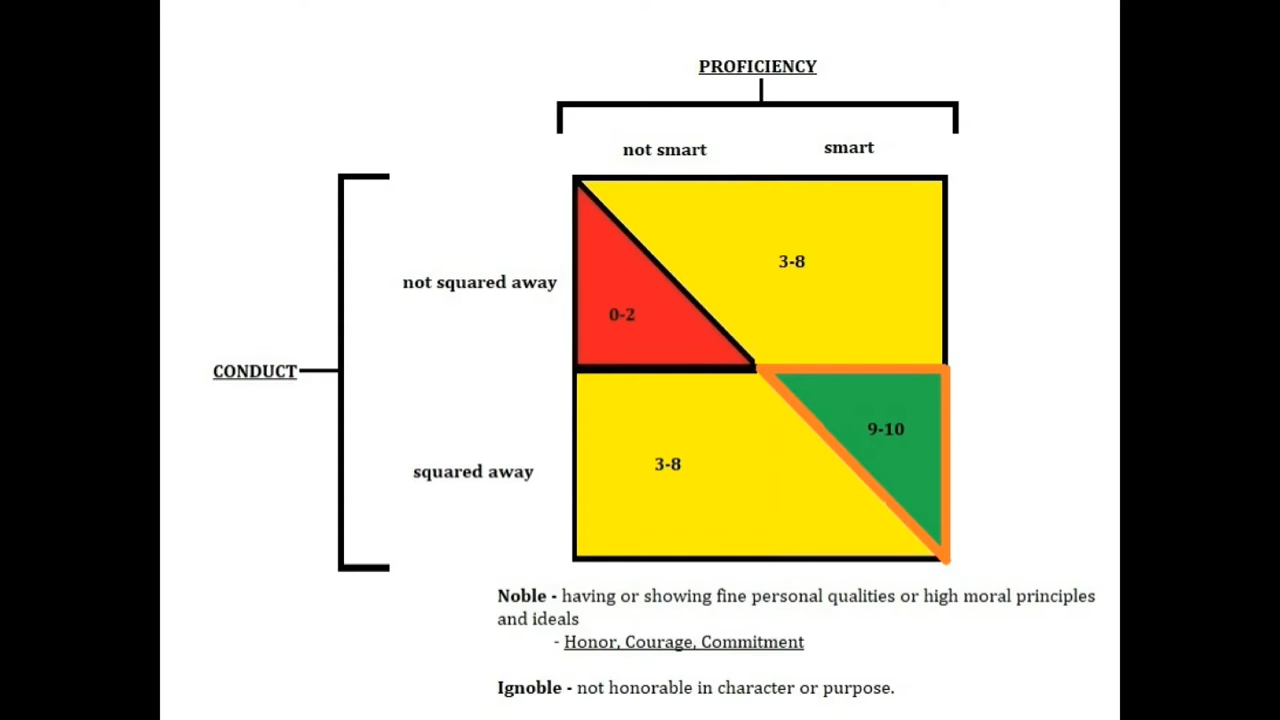 PROFICIENCY
not smart smart
not squared away
3-8
0-2
CONDUCT
9-10
squared away
3-8
Noble - having or showing fine personal qualities or high moral principles
and ideals
- Honor, Courage, Commitment
Ignoble - not honorable in character or purpose.